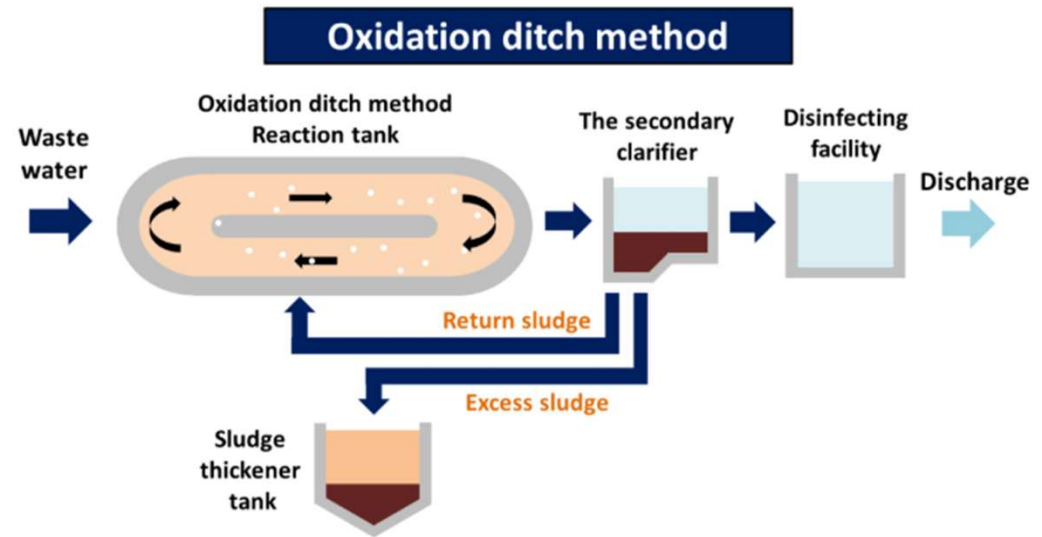 Oxidation ditch method
Waste
water
Oxidation ditch method
Reaction tank
The secondary
clarifier
Disinfecting
facility
Discharge
Return sludge
Excess sludge
Sludge
thickener
tank